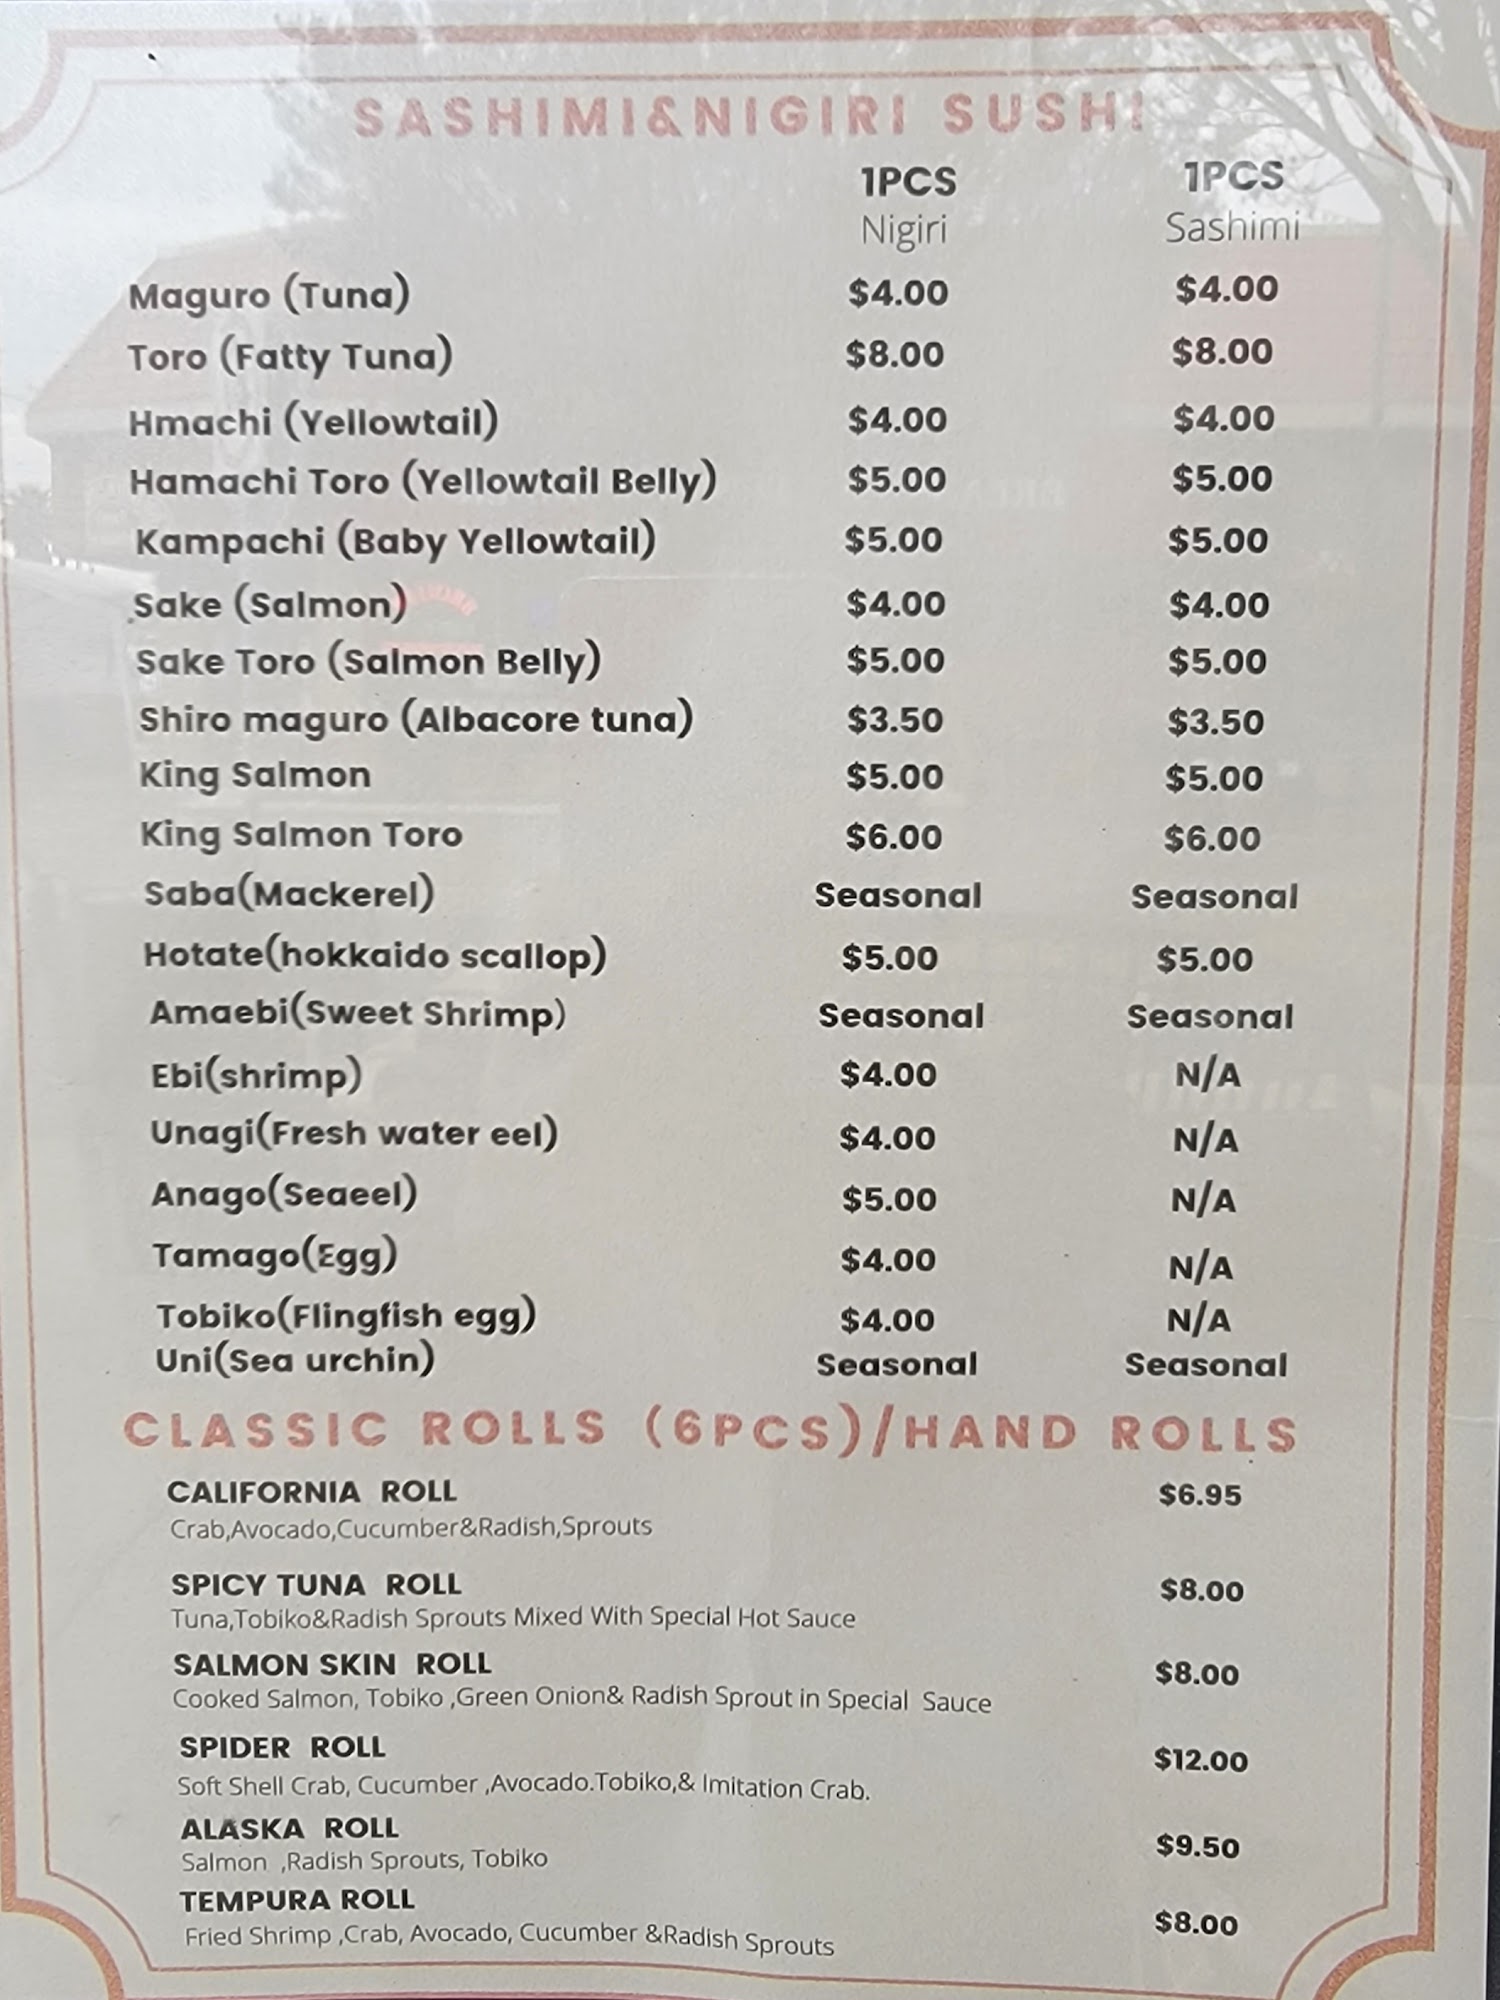 SASHIMI&NIGIRI SUSHI
1PCS 1PCS
Nigiri Sashimi
Maguro (Tuna) $4.00 $4.00
Toro (Fatty Tuna) $8.00 $8.00
Hmachi (Yellowtail) $4.00 $4.00
Hamachi Toro (Yellowtail Belly) $5.00 $5.00
Kampachi (Baby Yellowtail) $5.00 $5.00
Sake (Salmon) $4.00 $4.00
Sake Toro (Salmon Belly) $5.00 $5.00
Shiro maguro (Albacore tuna) $3.50 $3.50
King Salmon $5.00 $5.00
King Salmon Toro $6.00 $6.00
Saba(Mackerel) Seasonal Seasonal
Hotate(hokkaido scallop) $5.00 $5.00
Amaebi(Sweet Shrimp) Seasonal Seasonal
Ebi(shrimp) $4.00 N/A
Unagi(Fresh water eel) $4.00 N/A
Anago(Seaeel) $5.00 N/A
Tamago(Egg) $4.00 N/A
Tobiko(Flingfish egg) $4.00 N/A
Uni(Sea urchin) Seasonal Seasonal
CLASSIC ROLLS (6PCS)/HAND ROLLS
CALIFORNIA ROLL $6.95
Crab,Avocado,Cucumber&Radish,Sprouts
SPICY TUNA ROLL $8.00
Tuna,Tobiko&Radish Sprouts Mixed With Special Hot Sauce
SALMON SKIN ROLL $8.00
Cooked Salmon, Tobiko ,Green Onion& Radish Sprout in Special Sauce
SPIDER ROLL $12.00
Soft Shell Crab, Cucumber ,Avocado.Tobiko,& Imitation Crab.
ALASKA ROLL $9.50
Salmon ,Radish Sprouts, Tobiko
TEMPURA ROLL $8.00
Fried Shrimp ,Crab, Avocado, Cucumber &Radish Sprouts